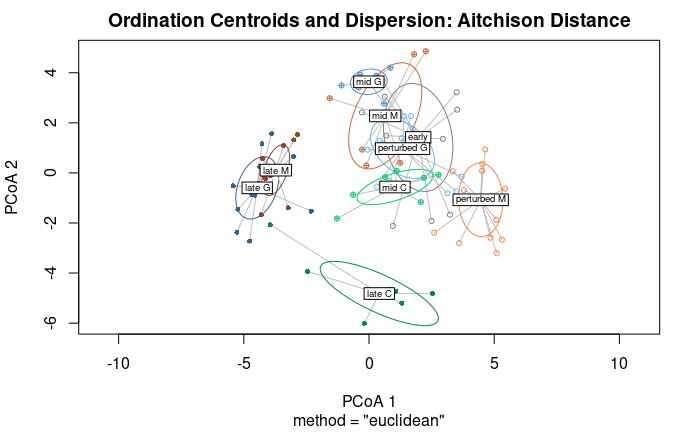 Ordination Centroids and Dispersion: Aitchison Distance
PCoA 2
4
2
0
-2
-4
-6
mid G
mid M
early
perturbed G
late M
late G
mid C
perturbed M
late C
-10
-5
0
5
10
PCoA 1
method = "euclidean"